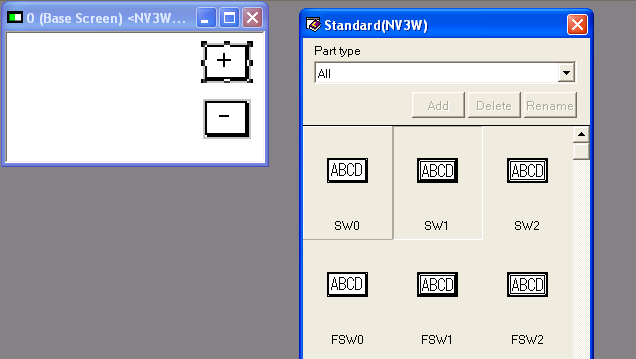 0 (Base Screen) <NV3W...
+
-
Standard(NV3W)
Part type
All
Add Delete Rename
ABCD ABCD ABCD
SW0 SW1 SW2
ABCD ABCD ABCD
FSW0 FSW1 FSW2